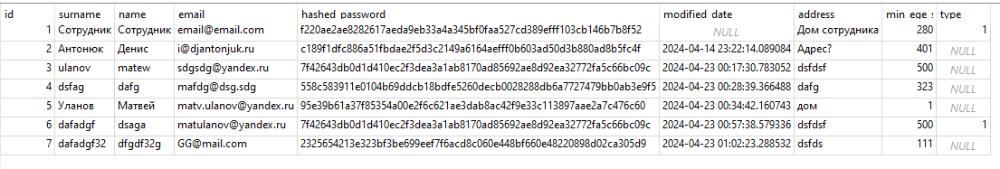 id surname name email hashed_password modified_date address min_ege_s type
1 Сотрудник Сотрудник email@email.com f220ae2ae8282617aeda9eb33a4a345bf0faa527cd389efff103cb146b7b8f52 NULL Дом сотрудника 280 1
2 Антонюк Денис i@djantonjuk.ru c189f1dfc886a51fbdae2f5d3c2149a6164aefff0b603ad50d3b880ad8b5fc4f 2024-04-14 23:22:14.089084 Адрес? 401 NULL
3 ulanov matew sdgsdg@yandex.ru 7f42643db0d1d410ec2f3dea3a1ab8170ad85692ae8d92ea32772fa5c66bc09c 2024-04-23 00:17:30.783052 dsfdsf 500 NULL
4 dsfag dafg mafdg@dsg.sdg 558c583911e0104b69ddcb18bdfe5260decb0028288db6a7727479bb0ab3e9f5 2024-04-23 00:28:39.366488 dafg 323 NULL
5 Уланов Матвей matv.ulanov@yandex.ru 95e39b61a37f85354a00e2f6c621ae3dab8ac42f9e33c113897aae2a7c476c60 2024-04-23 00:34:42.160743 дом 1 NULL
6 dafadgf dsaga matulanov@yandex.ru 7f42643db0d1d410ec2f3dea3a1ab8170ad85692ae8d92ea32772fa5c66bc09c 2024-04-23 00:57:38.579336 dsfdsf 500 1
7 dafadgf32 dfgdf32g GG@mail.com 2325654213e323bf3be699eef7f6acd8c060e448bf660e48220898d02ca305d9 2024-04-23 01:02:23.288532 dsfds 111 NULL